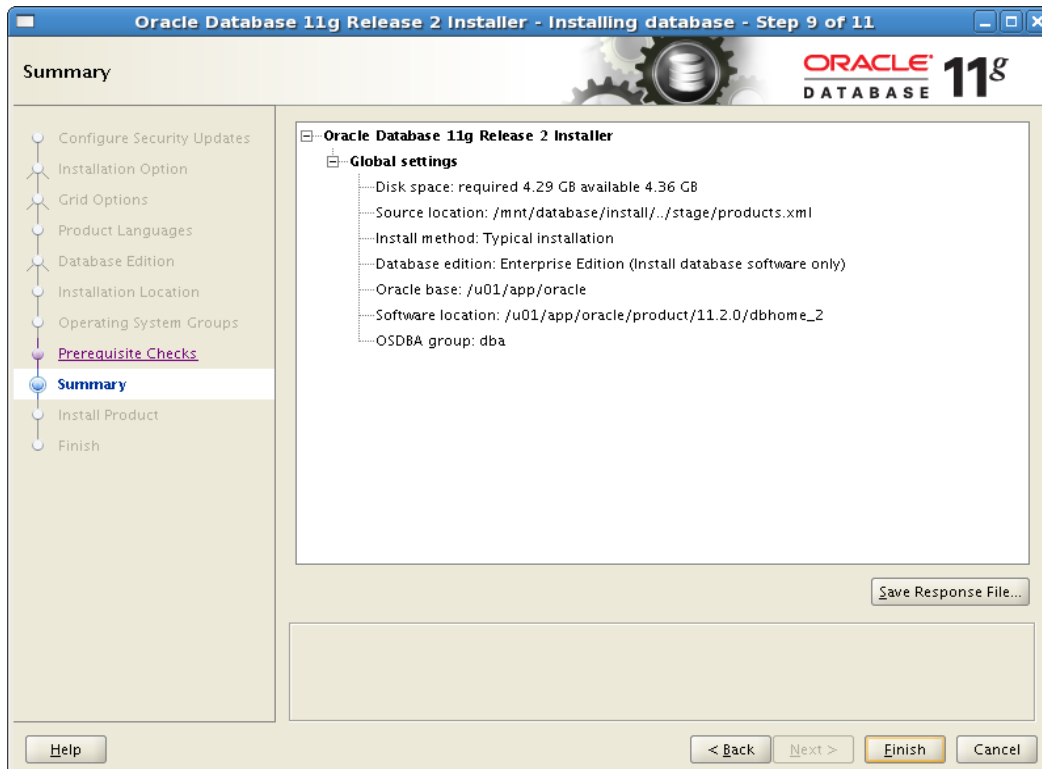 Oracle Database 11g Release 2 Installer - Installing database - Step 9 of 11
Summary
ORACLE
DATABASE
11g
Configure Security Updates
Installation Option
Grid Options
Product Languages
Database Edition
Installation Location
Operating System Groups
Prerequisite Checks
Summary
Install Product
Finish
Oracle Database 11g Release 2 Installer
Global settings
Disk space: required 4.29 GB available 4.36 GB
Source location: /mnt/database/install/../stage/products.xml
Install method: Typical installation
Database edition: Enterprise Edition (Install database software only)
Oracle base: /u01/app/oracle
Software location: /u01/app/oracle/product/11.2.0/dbhome_2
OSDBA group: dba
Save Response File...
Help
< Back
Next >
Finish
Cancel